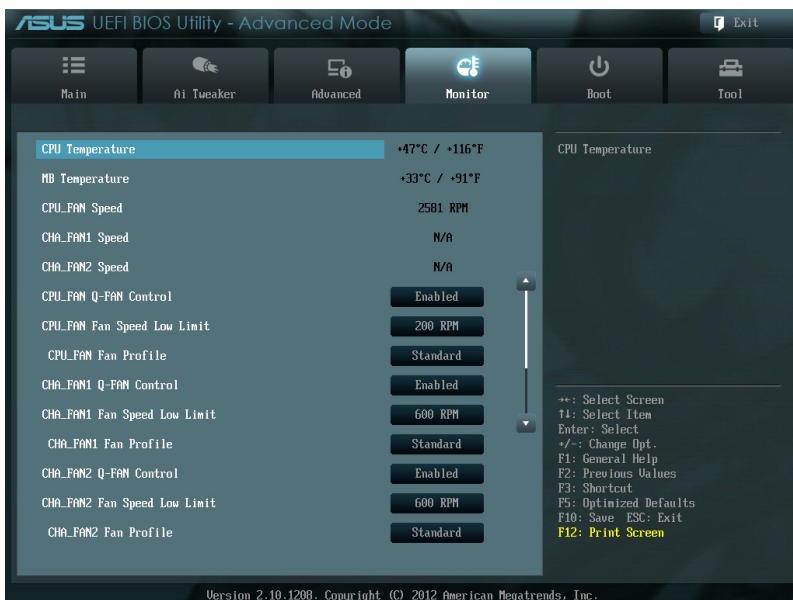 ASUS UEFI BIOS Utility - Advanced Mode
Exit
Main
Ai Tweaker
Advanced
Monitor
Boot
Tool
CPU Temperature +47°C / +116°F
MB Temperature +33°C / +91°F
CPU_FAN Speed 2581 RPM
CHA_FAN1 Speed N/A
CHA_FAN2 Speed N/A
CPU_FAN Q-FAN Control Enabled
CPU_FAN Fan Speed Low Limit 200 RPM
CPU_FAN Fan Profile Standard
CHA_FAN1 Q-FAN Control Enabled
CHA_FAN1 Fan Speed Low Limit 600 RPM
CHA_FAN1 Fan Profile Standard
CHA_FAN2 Q-FAN Control Enabled
CHA_FAN2 Fan Speed Low Limit 600 RPM
CHA_FAN2 Fan Profile Standard
CPU Temperature
→←: Select Screen
↑↓: Select Item
Enter: Select
+/-: Change Opt.
F1: General Help
F2: Previous Values
F3: Shortcut
F5: Optimized Defaults
F10: Save ESC: Exit
F12: Print Screen
Version 2.10.1208. Copyright (C) 2012 American Megatrends, Inc.